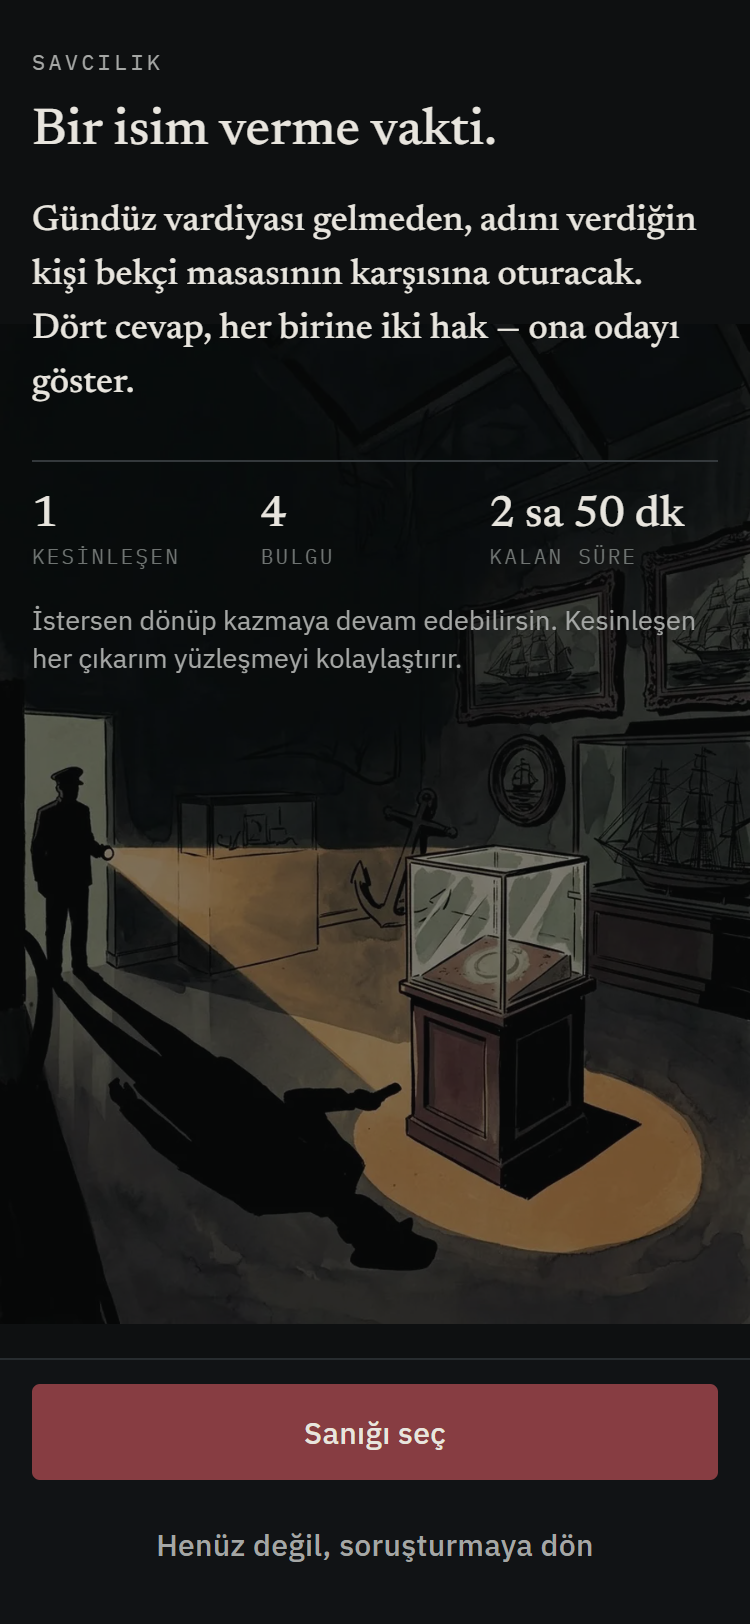 SAVCILIK
Bir isim verme vakti.
Gündüz vardiyası gelmeden, adını verdiğin
kişi bekçi masasının karşısına oturacak.
Dört cevap, her birine iki hak — ona odayı
göster.
1
KESİNLEŞEN
4
BULGU
2 sa 50 dk
KALAN SÜRE
İstersen dönüp kazmaya devam edebilirsin. Kesinleşen
her çıkarım yüzleşmeyi kolaylaştırır.
Sanığı seç
Henüz değil, soruşturmaya dön